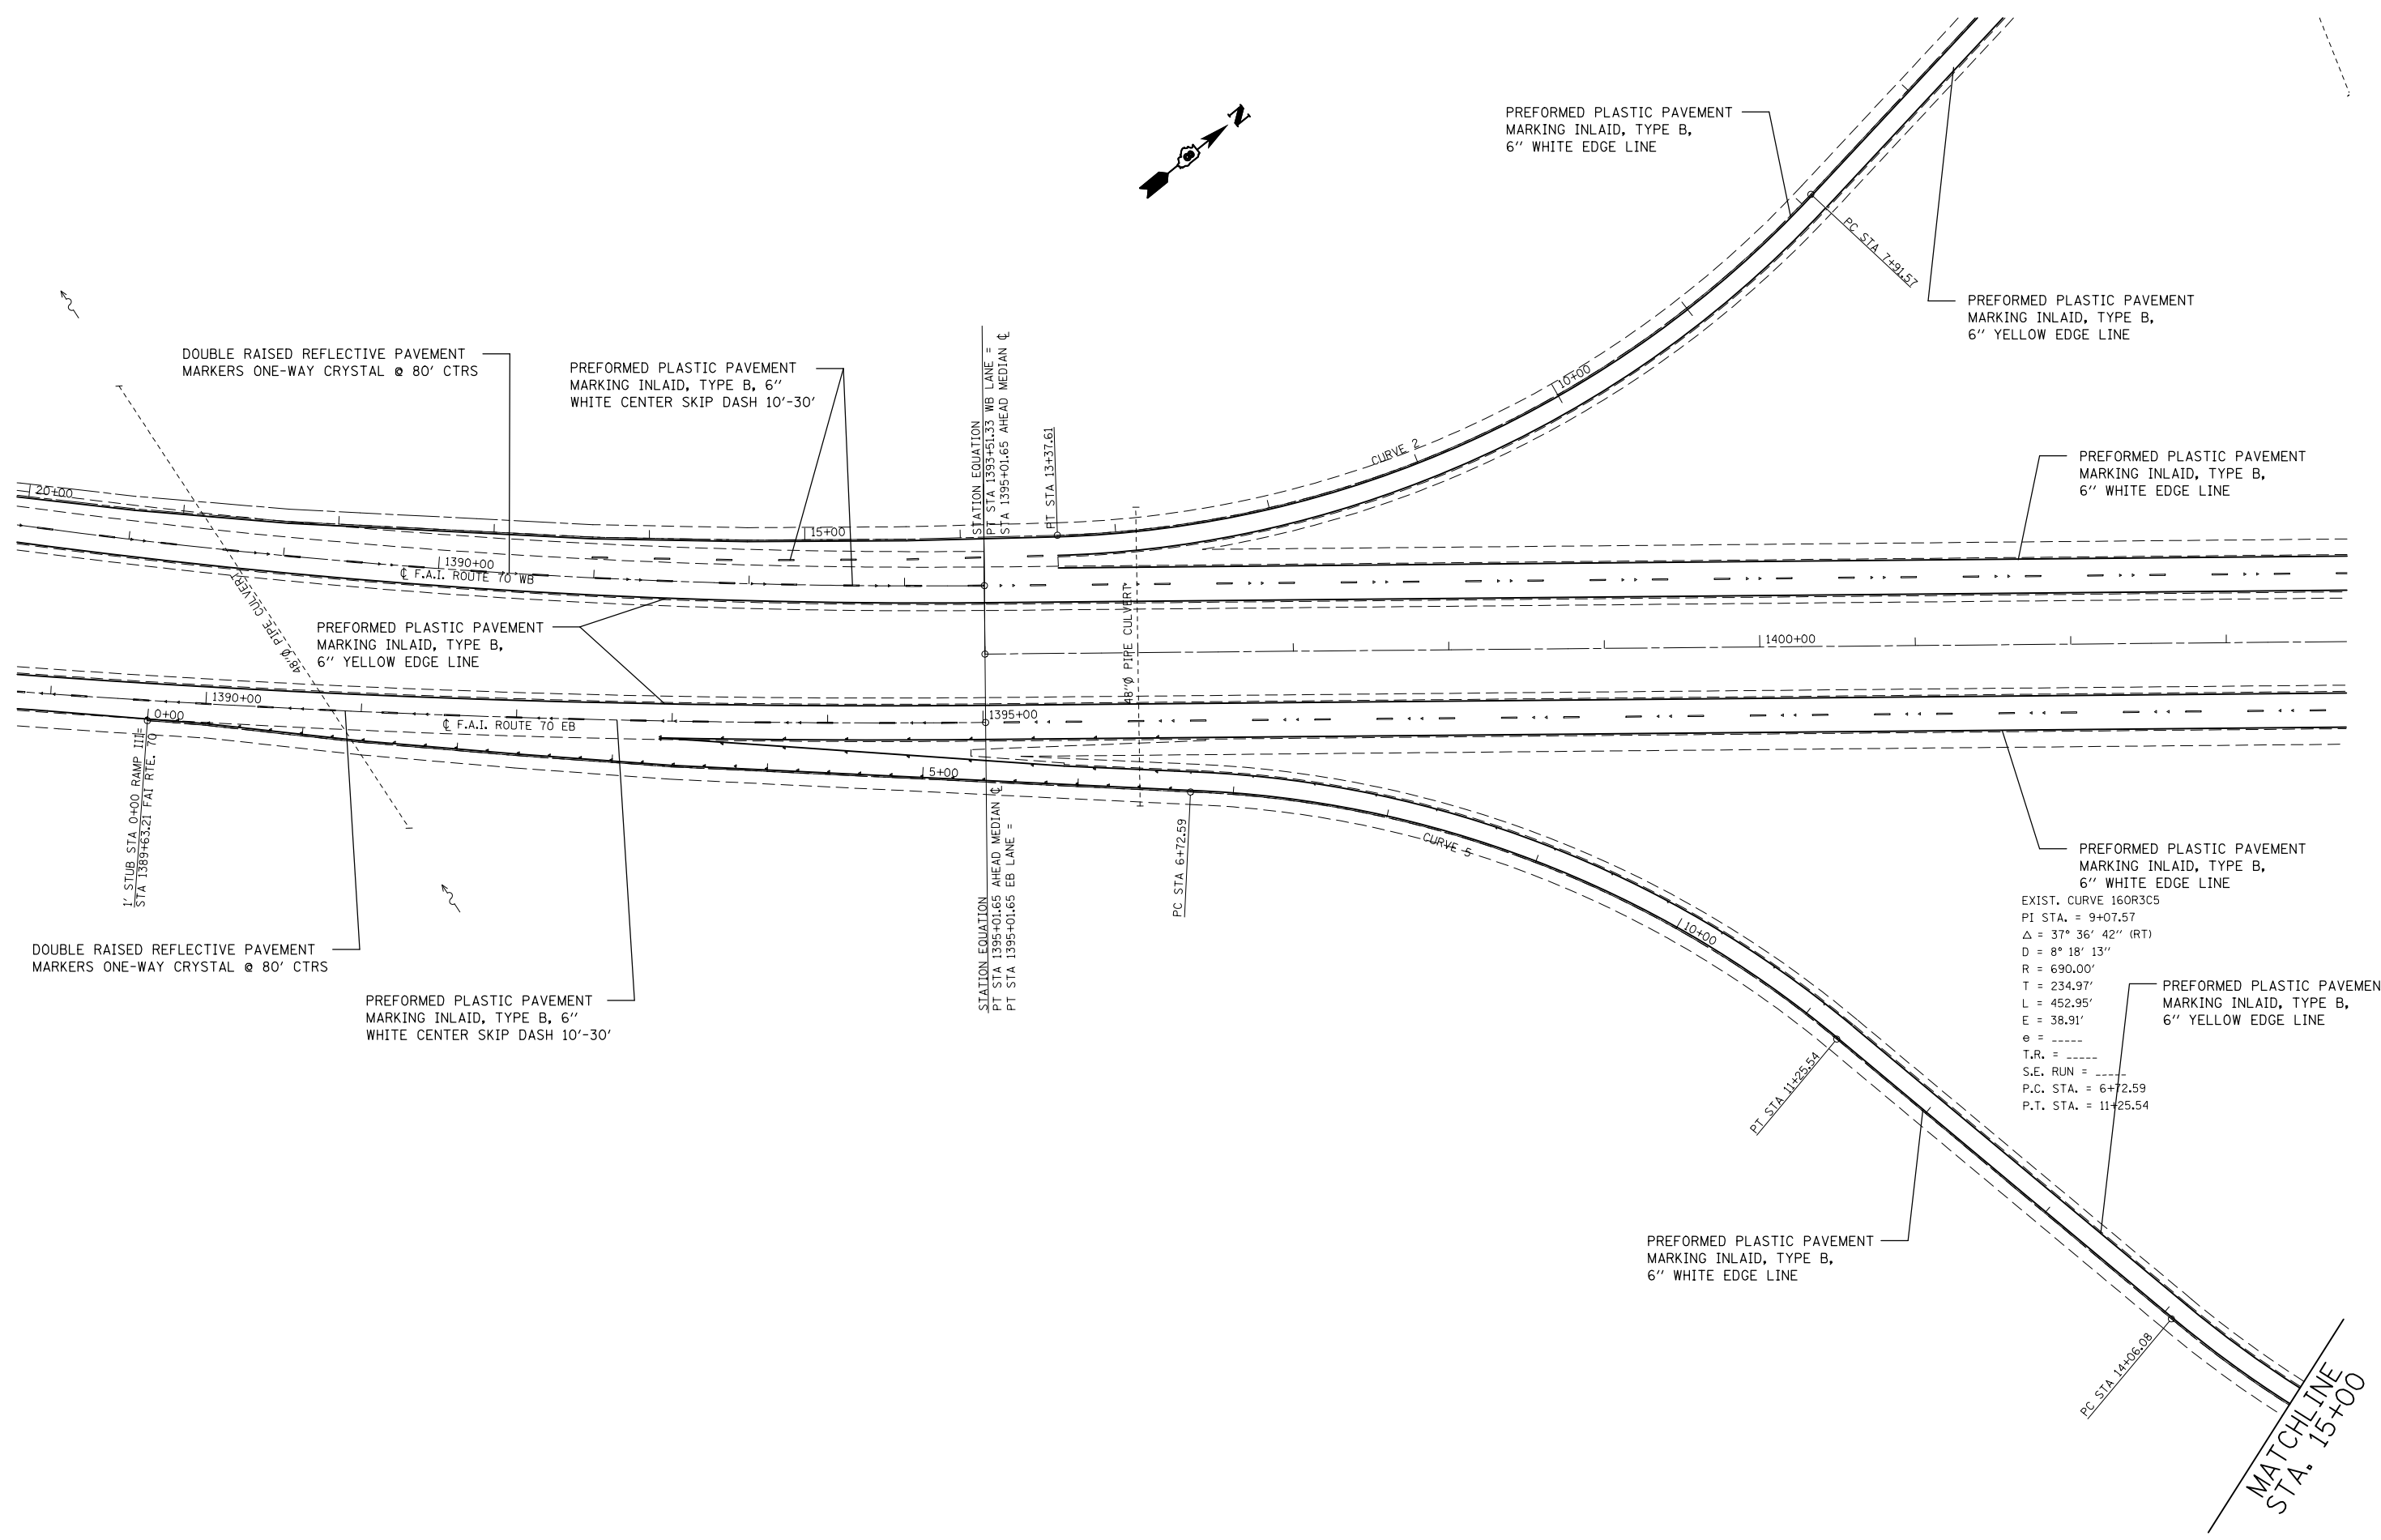 N
PREFORMED PLASTIC PAVEMENT
MARKING INLAID, TYPE B,
6" WHITE EDGE LINE
PC STA 7+91.57
PREFORMED PLASTIC PAVEMENT
MARKING INLAID, TYPE B,
6" YELLOW EDGE LINE
DOUBLE RAISED REFLECTIVE PAVEMENT
MARKERS ONE-WAY CRYSTAL @ 80' CTRS
PREFORMED PLASTIC PAVEMENT
MARKING INLAID, TYPE B, 6"
WHITE CENTER SKIP DASH 10'-30'
STATION EQUATION
PT STA 1393+51.33 WB LANE =
STA 1395+01.65 AHEAD MEDIAN ℄
PT STA 13+37.61
10+00
CURVE 2
PREFORMED PLASTIC PAVEMENT
MARKING INLAID, TYPE B,
6" WHITE EDGE LINE
20+00
15+00
1390+00
℄ F.A.I. ROUTE 70 WB
48"Ø PIPE CULVERT
48"Ø PIPE CULVERT
PREFORMED PLASTIC PAVEMENT
MARKING INLAID, TYPE B,
6" YELLOW EDGE LINE
1400+00
1390+00
0+00
℄ F.A.I. ROUTE 70 EB
1395+00
5+00
1' STUB STA 0+00 RAMP III=
STA 1389+63.21 FAI RTE. 70
STATION EQUATION
PT STA 1395+01.65 AHEAD MEDIAN ℄
PT STA 1395+01.65 EB LANE =
PC STA 6+72.59
CURVE 5
10+00
PREFORMED PLASTIC PAVEMENT
MARKING INLAID, TYPE B,
6" WHITE EDGE LINE
EXIST. CURVE 160R3C5
PI STA. = 9+07.57
△ = 37° 36' 42" (RT)
D = 8° 18' 13"
R = 690.00'
T = 234.97'
L = 452.95'
E = 38.91'
e = _____
T.R. = _____
S.E. RUN = _____
P.C. STA. = 6+72.59
P.T. STA. = 11+25.54
PREFORMED PLASTIC PAVEMEN
MARKING INLAID, TYPE B,
6" YELLOW EDGE LINE
DOUBLE RAISED REFLECTIVE PAVEMENT
MARKERS ONE-WAY CRYSTAL @ 80' CTRS
PREFORMED PLASTIC PAVEMENT
MARKING INLAID, TYPE B, 6"
WHITE CENTER SKIP DASH 10'-30'
PT STA 11+25.54
PREFORMED PLASTIC PAVEMENT
MARKING INLAID, TYPE B,
6" WHITE EDGE LINE
PC STA 14+06.08
MATCHLINE
STA. 15+00